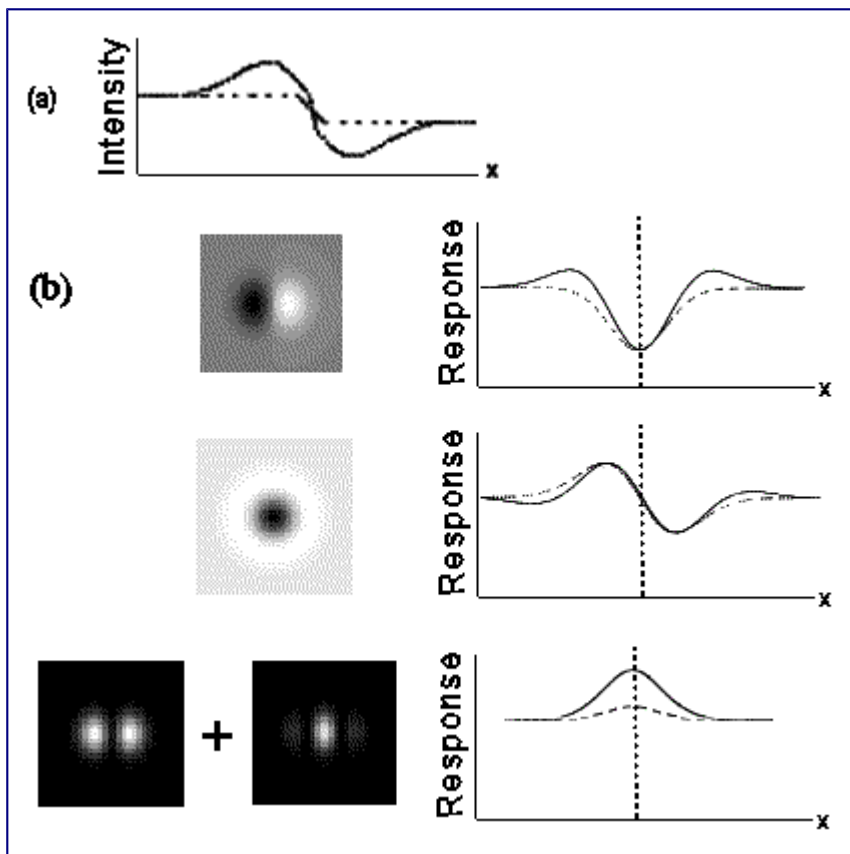 (a)
Intensity
x
(b)
Response
x
Response
x
+
Response
x